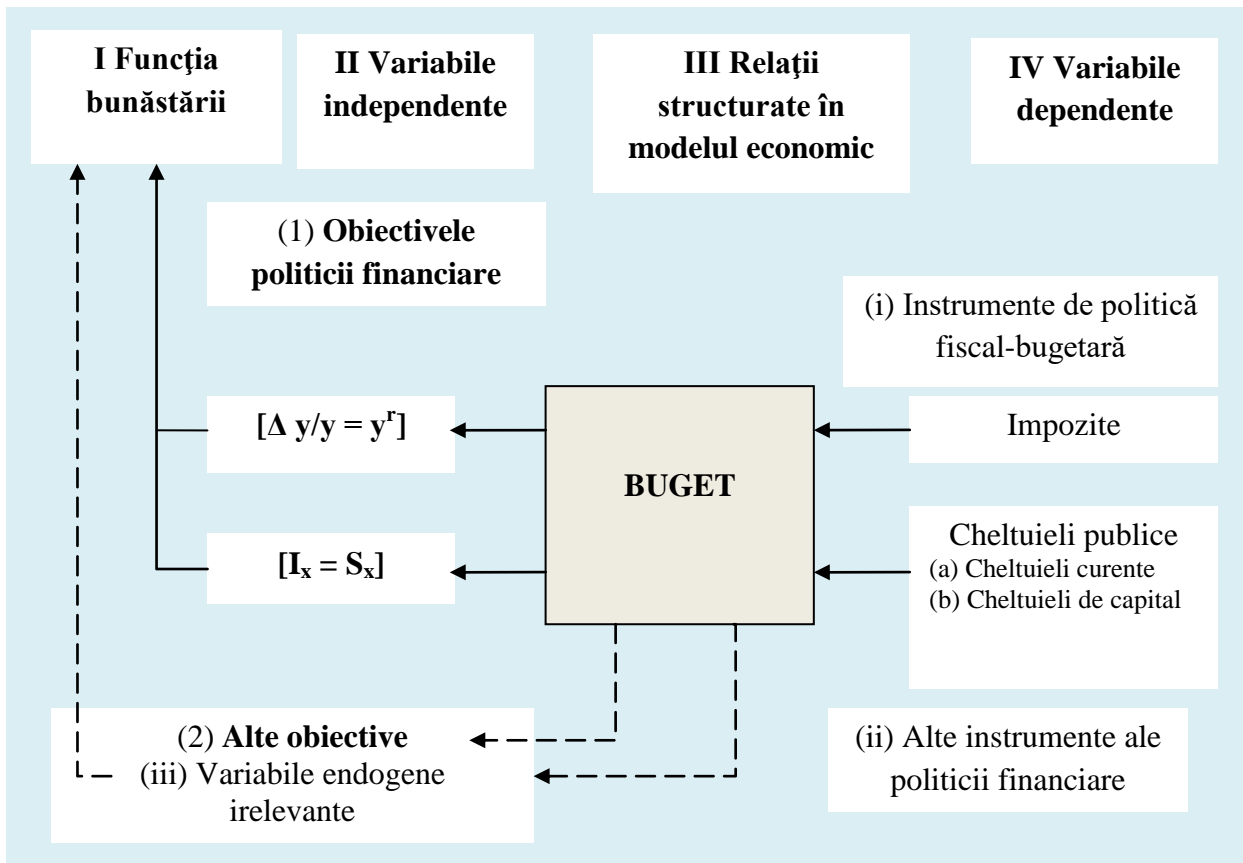 I Funcţia
bunăstării
II Variabile
independente
III Relaţii
structurate în
modelul economic
IV Variabile
dependente
(1) Obiectivele
politicii financiare
(i) Instrumente de politică
fiscal-bugetară
[Δ y/y = yʳ]
BUGET
Impozite
[Iₓ = Sₓ]
Cheltuieli publice
(a) Cheltuieli curente
(b) Cheltuieli de capital
(2) Alte obiective
(iii) Variabile endogene
irelevante
(ii) Alte instrumente ale
politicii financiare